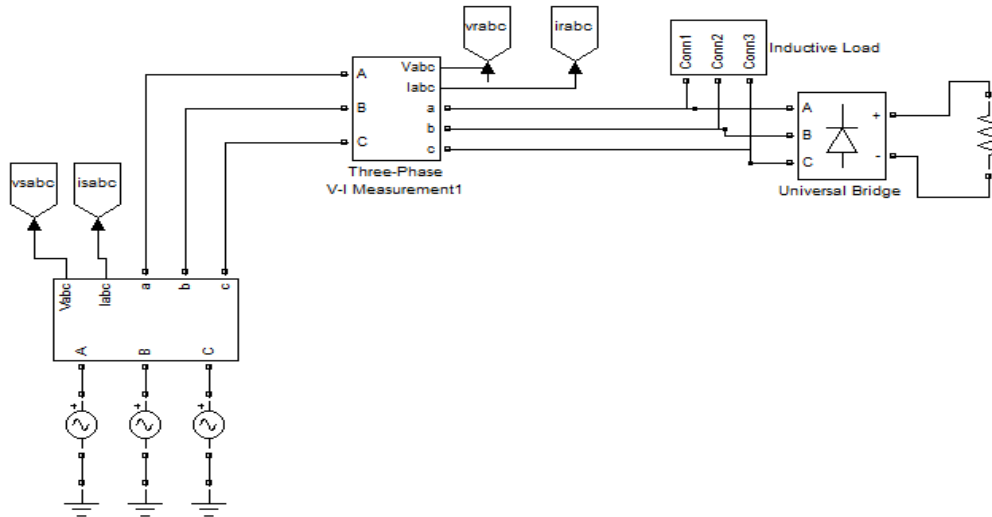 vrabc
irabc
Conn1
Conn2
Conn3
Inductive Load
A
B
C
Vabc
Iabc
a
b
c
Three-Phase
V-I Measurement1
A
B
C
+
-
Universal Bridge
vsabc
isabc
Vabc
Iabc
a
b
c
A
B
C
+
+
+